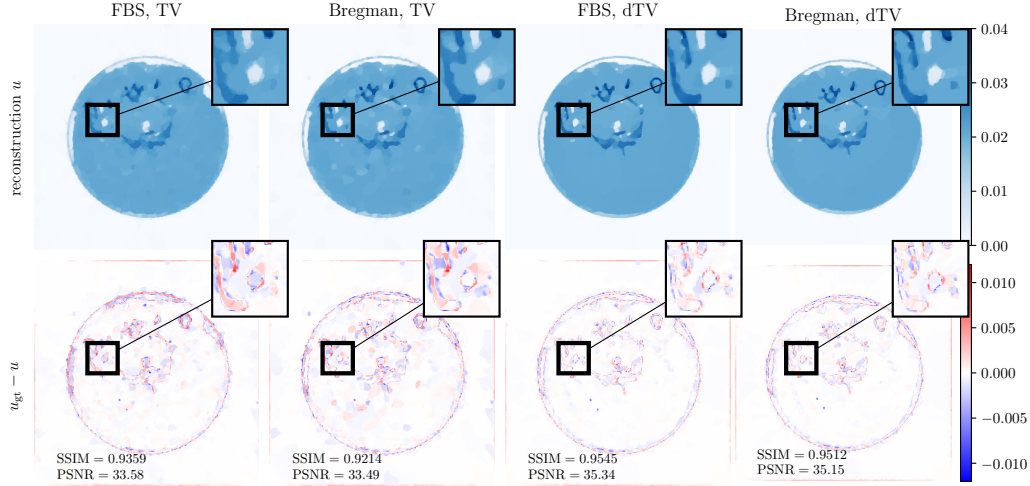 FBS, TV
Bregman, TV
FBS, dTV
Bregman, dTV
reconstruction u
0.04
0.03
0.02
0.01
0.00
u_gt − u
0.010
0.005
0.000
−0.005
−0.010
SSIM = 0.9359
PSNR = 33.58
SSIM = 0.9214
PSNR = 33.49
SSIM = 0.9545
PSNR = 35.34
SSIM = 0.9512
PSNR = 35.15